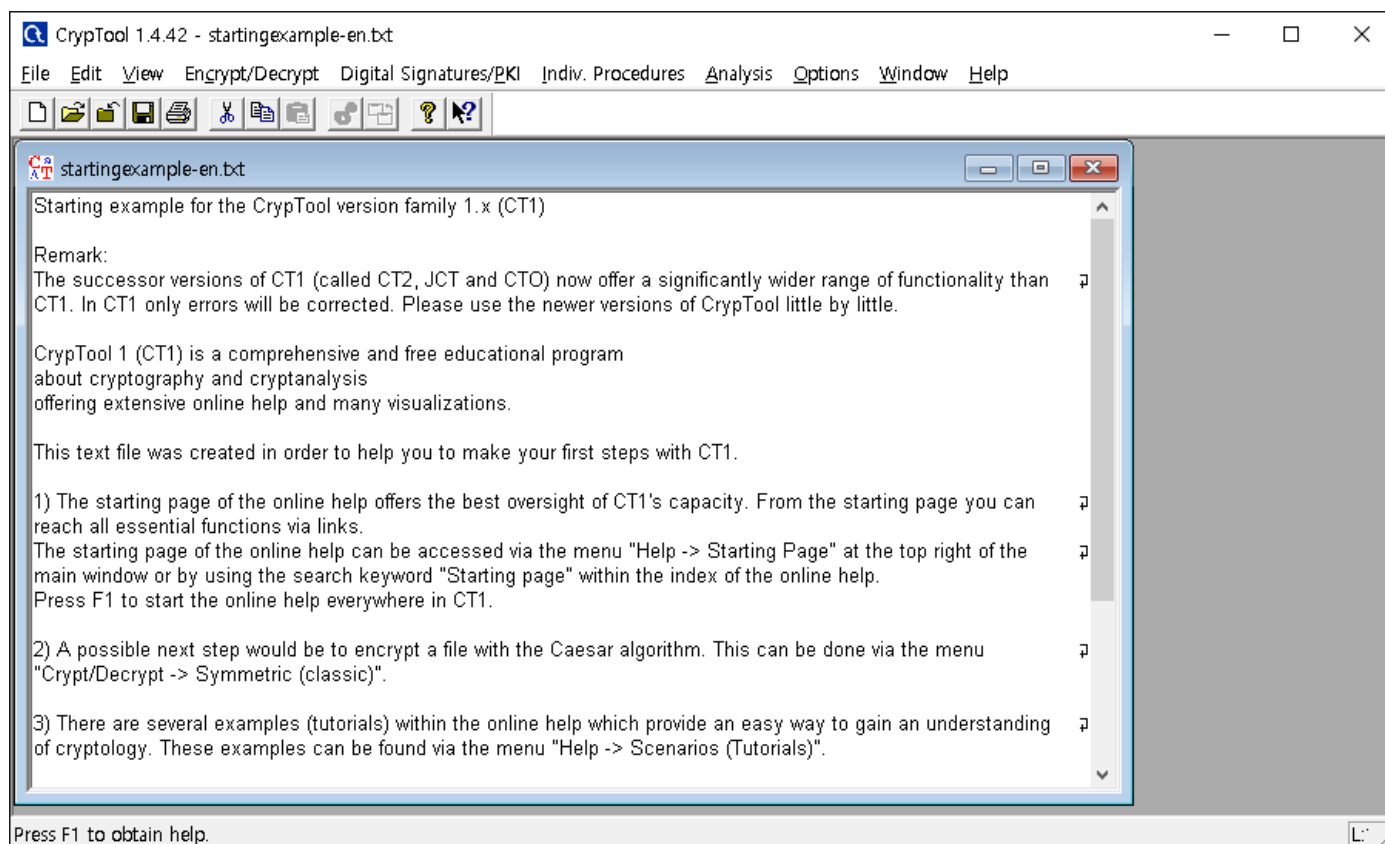 CrypTool 1.4.42 - startingexample-en.txt
File Edit View Encrypt/Decrypt Digital Signatures/PKI Indiv. Procedures Analysis Options Window Help
startingexample-en.txt
Starting example for the CrypTool version family 1.x (CT1)
Remark:
The successor versions of CT1 (called CT2, JCT and CTO) now offer a significantly wider range of functionality than
CT1. In CT1 only errors will be corrected. Please use the newer versions of CrypTool little by little.
CrypTool 1 (CT1) is a comprehensive and free educational program
about cryptography and cryptanalysis
offering extensive online help and many visualizations.
This text file was created in order to help you to make your first steps with CT1.
1) The starting page of the online help offers the best oversight of CT1's capacity. From the starting page you can
reach all essential functions via links.
The starting page of the online help can be accessed via the menu "Help -> Starting Page" at the top right of the
main window or by using the search keyword "Starting page" within the index of the online help.
Press F1 to start the online help everywhere in CT1.
2) A possible next step would be to encrypt a file with the Caesar algorithm. This can be done via the menu
"Crypt/Decrypt -> Symmetric (classic)".
3) There are several examples (tutorials) within the online help which provide an easy way to gain an understanding
of cryptology. These examples can be found via the menu "Help -> Scenarios (Tutorials)".
Press F1 to obtain help.